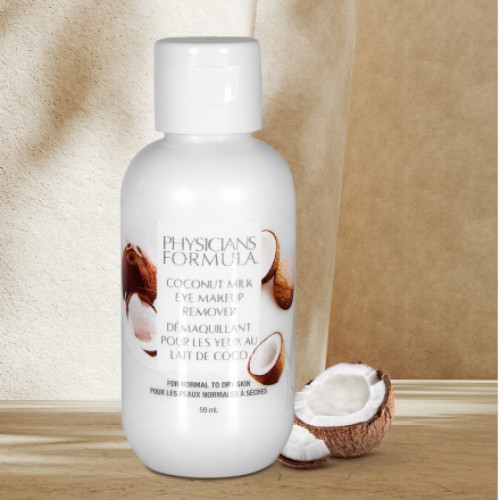 PHYSICIANS
FORMULA®
COCONUT MILK
EYE MAKEUP
REMOVER
DÉMAQUILLANT
POUR LES YEUX AU
LAIT DE COCO
FOR NORMAL TO DRY SKIN
POUR LES PEAUX NORMALES À SÈCHES
59 mL